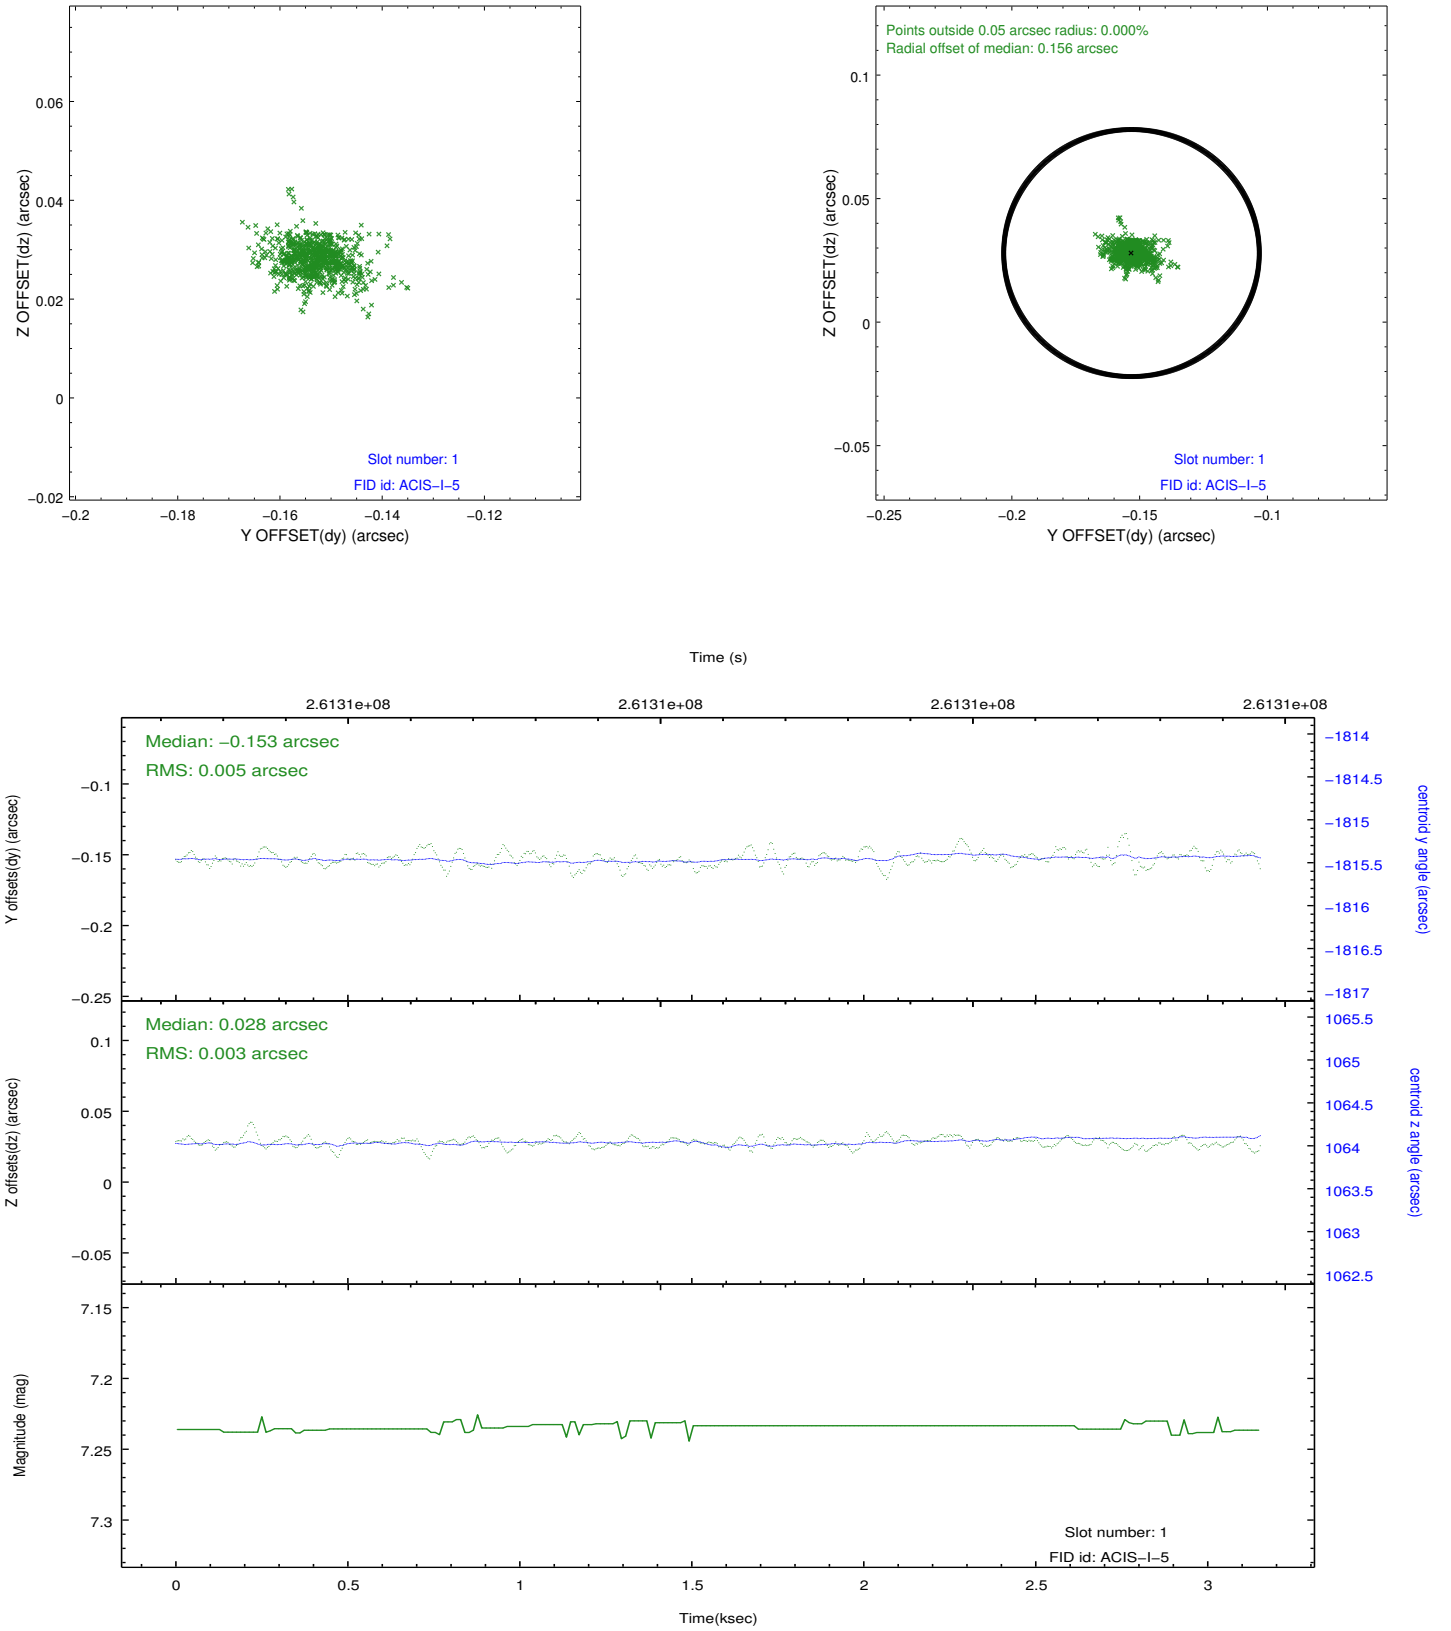 0.06
0.04
0.02
0
−0.02
−0.2
−0.18
−0.16
−0.14
−0.12
Z OFFSET(dz) (arcsec)
Y OFFSET(dy) (arcsec)
Slot number: 1
FID id: ACIS−I−5
Points outside 0.05 arcsec radius: 0.000%
Radial offset of median: 0.156 arcsec
0.1
0.05
0
−0.05
−0.25
−0.2
−0.15
−0.1
Z OFFSET(dz) (arcsec)
Y OFFSET(dy) (arcsec)
Slot number: 1
FID id: ACIS−I−5
Time (s)
2.6131e+08
2.6131e+08
2.6131e+08
2.6131e+08
Median: −0.153 arcsec
RMS: 0.005 arcsec
−0.1
−0.15
−0.2
−0.25
Y offsets(dy) (arcsec)
−1814
−1814.5
−1815
−1815.5
−1816
−1816.5
−1817
centroid y angle (arcsec)
Median: 0.028 arcsec
RMS: 0.003 arcsec
0.1
0.05
0
−0.05
Z offsets(dz) (arcsec)
1065.5
1065
1064.5
1064
1063.5
1063
1062.5
centroid z angle (arcsec)
7.15
7.2
7.25
7.3
Magnitude (mag)
Slot number: 1
FID id: ACIS−I−5
0
0.5
1
1.5
2
2.5
3
Time(ksec)